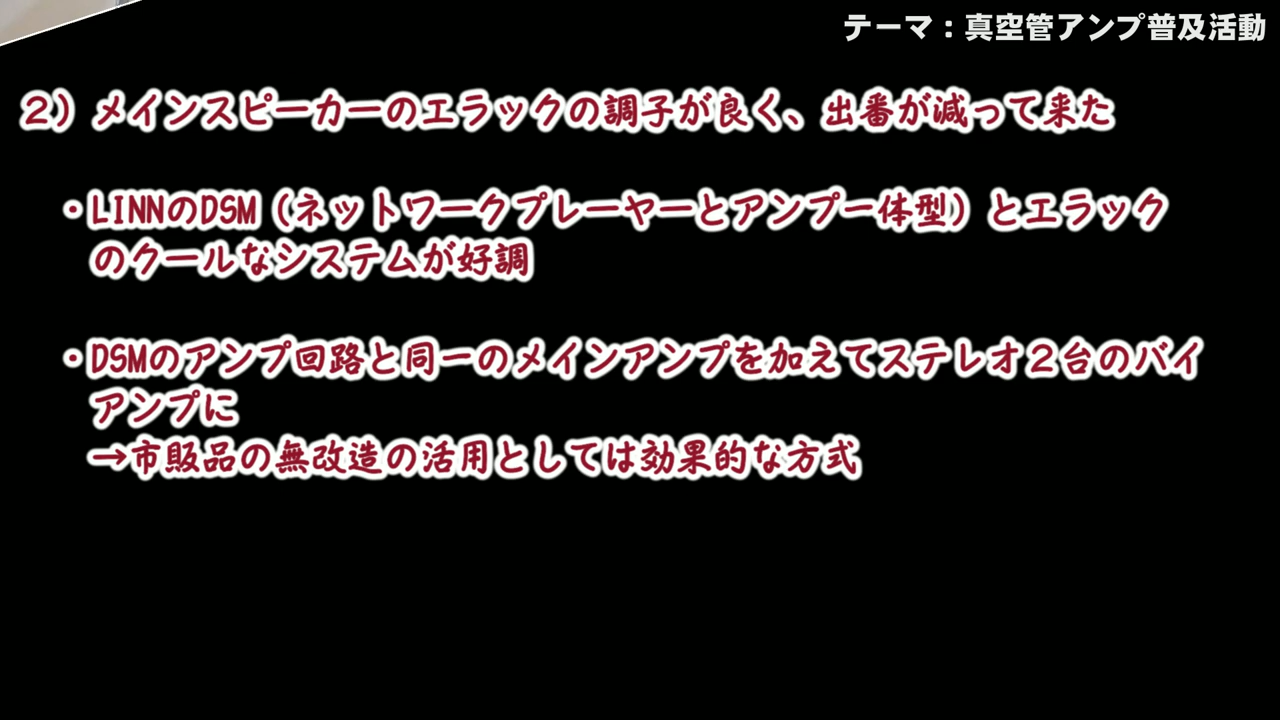 テーマ：真空管アンプ普及活動
２）メインスピーカーのエラックの調子が良く、出番が減って来た
・LINNのDSM（ネットワークプレーヤーとアンプ一体型）とエラック
のクールなシステムが好調
・DSMのアンプ回路と同一のメインアンプを加えてステレオ２台のバイ
アンプに
→市販品の無改造の活用としては効果的な方式